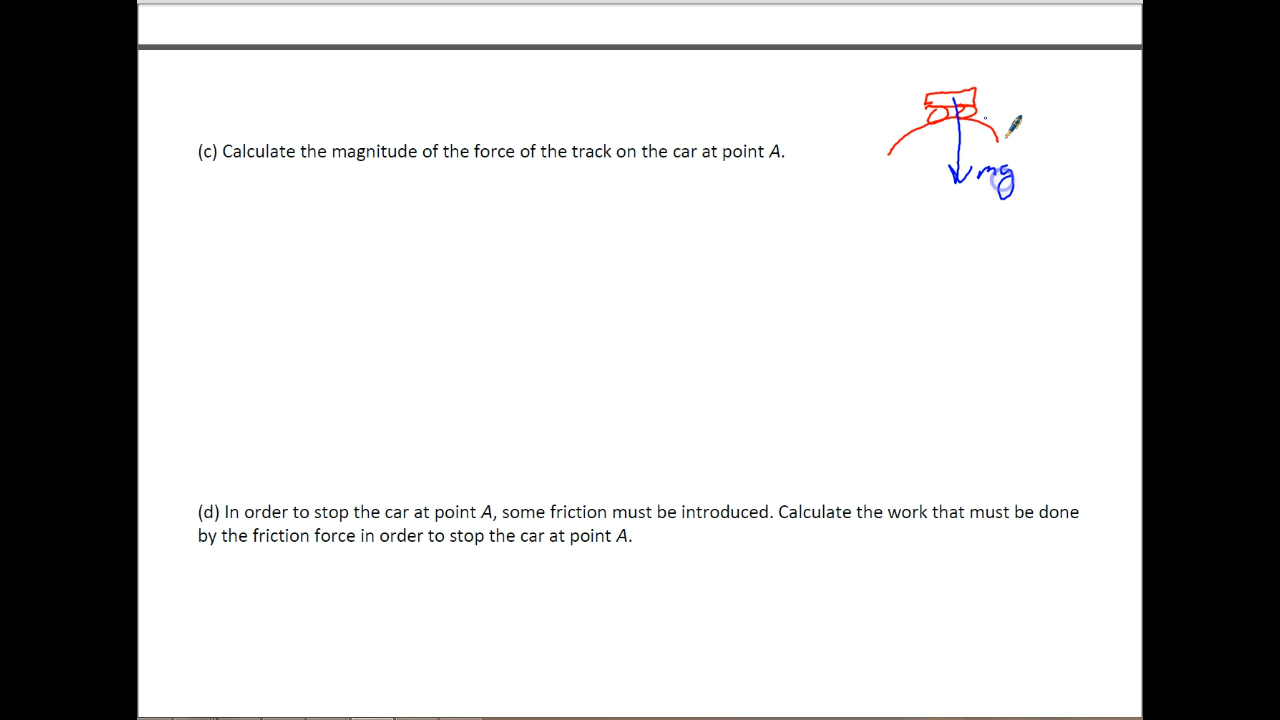 (c) Calculate the magnitude of the force of the track on the car at point A.
mg
(d) In order to stop the car at point A, some friction must be introduced. Calculate the work that must be done
by the friction force in order to stop the car at point A.